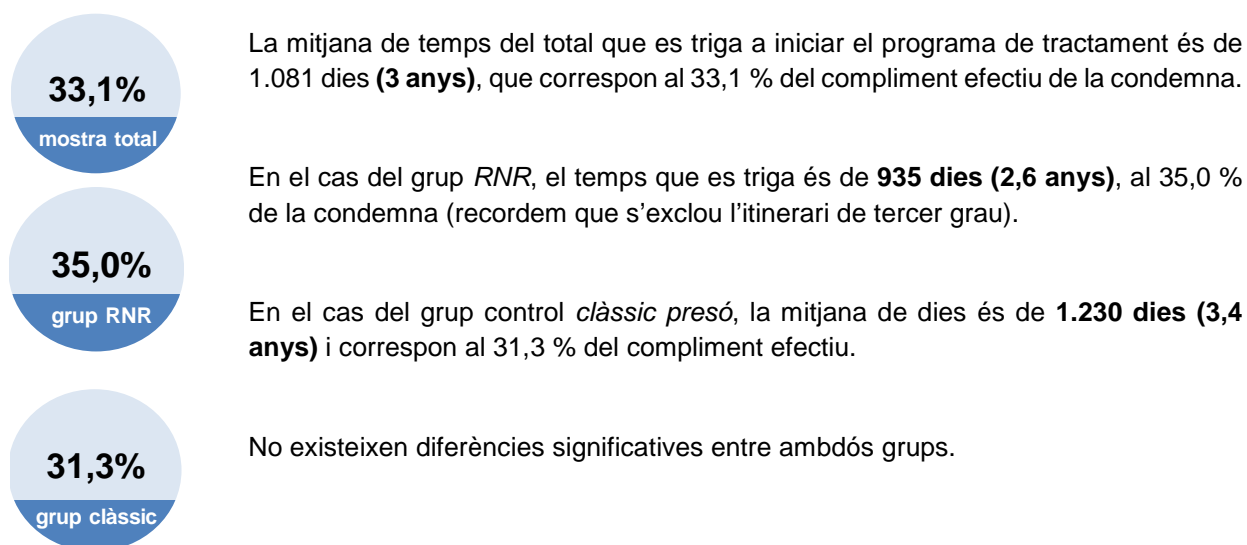 33,1%
mostra total
La mitjana de temps del total que es triga a iniciar el programa de tractament és de
1.081 dies (3 anys), que correspon al 33,1 % del compliment efectiu de la condemna.
35,0%
grup RNR
En el cas del grup RNR, el temps que es triga és de 935 dies (2,6 anys), al 35,0 %
de la condemna (recordem que s’exclou l’itinerari de tercer grau).
En el cas del grup control clàssic presó, la mitjana de dies és de 1.230 dies (3,4
anys) i correspon al 31,3 % del compliment efectiu.
31,3%
grup clàssic
No existeixen diferències significatives entre ambdós grups.